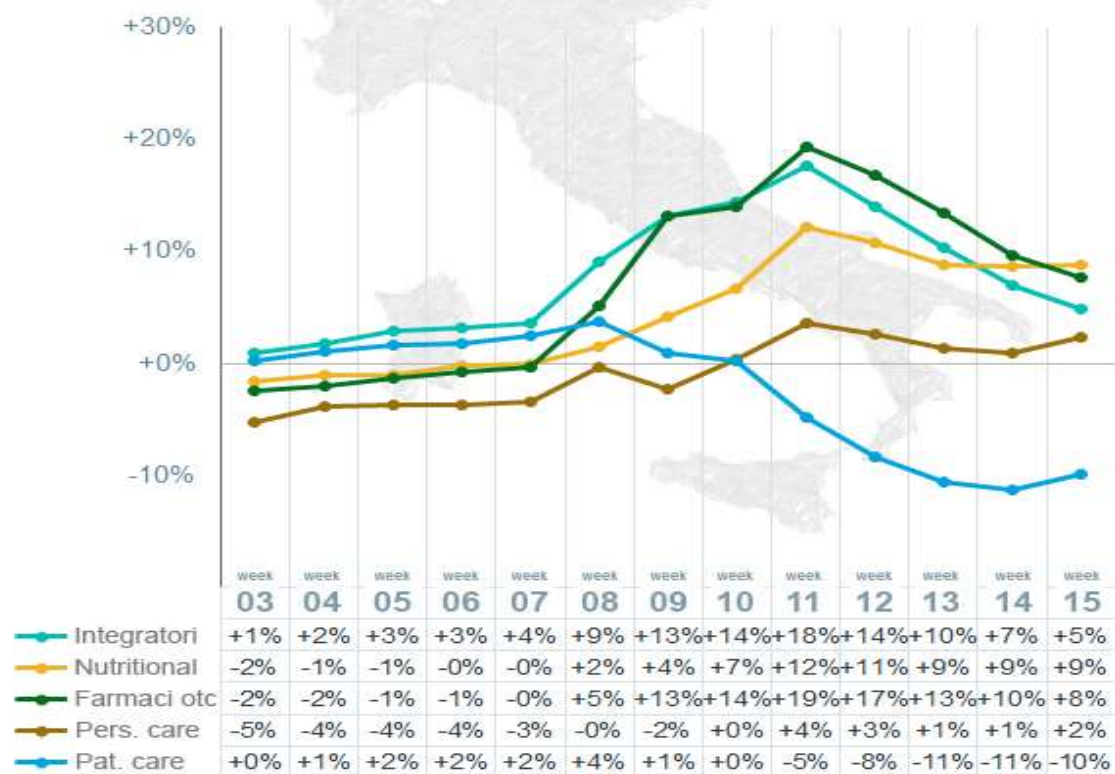 +30%
+20%
+10%
+0%
-10%
week week week week week week week week week week week week week
03 04 05 06 07 08 09 10 11 12 13 14 15
Integratori +1% +2% +3% +3% +4% +9% +13% +14% +18% +14% +10% +7% +5%
Nutritional -2% -1% -1% -0% -0% +2% +4% +7% +12% +11% +9% +9% +9%
Farmaci otc -2% -2% -1% -1% -0% +5% +13% +14% +19% +17% +13% +10% +8%
Pers. care -5% -4% -4% -4% -3% -0% -2% +0% +4% +3% +1% +1% +2%
Pat. care +0% +1% +2% +2% +2% +4% +1% +0% -5% -8% -11% -11% -10%